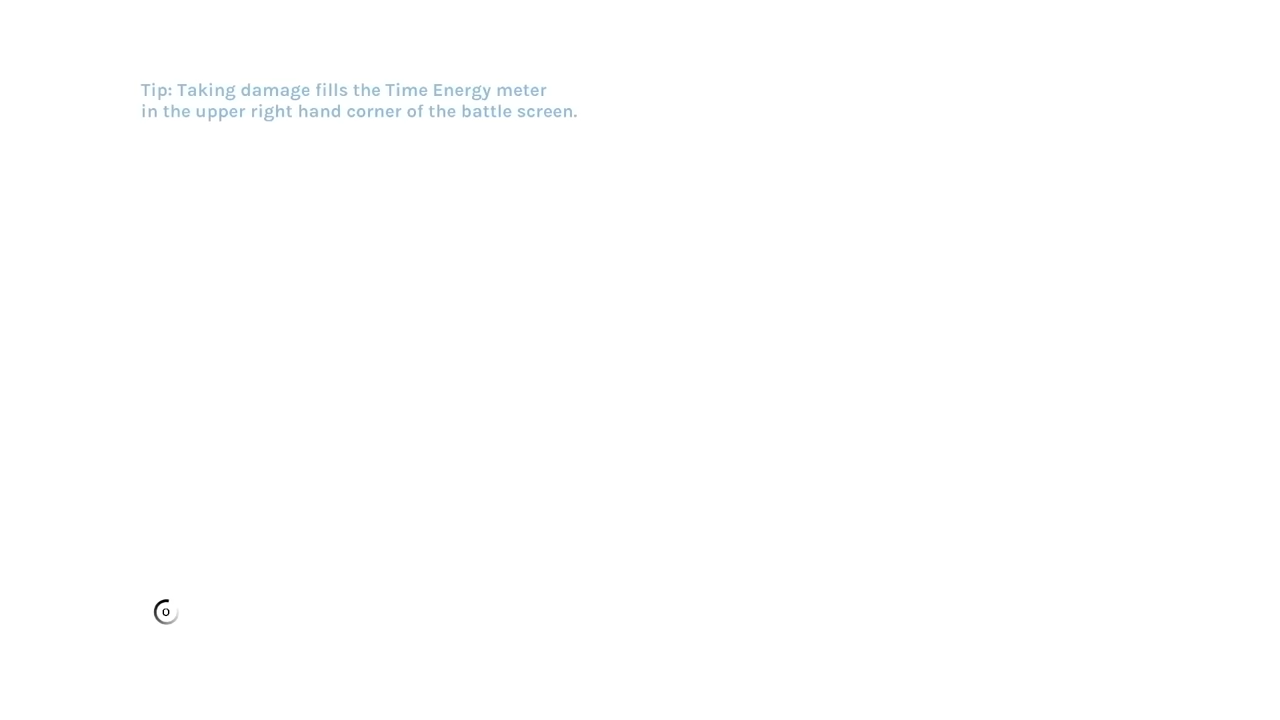 Tip: Taking damage fills the Time Energy meter
in the upper right hand corner of the battle screen.
0